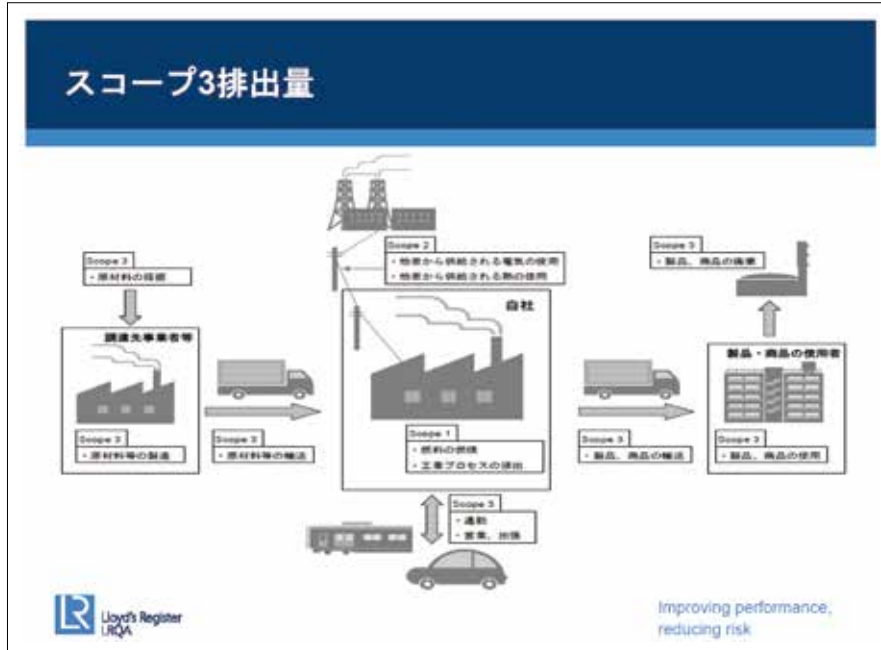 スコープ3排出量
Scope 3
・原材料の採掘
Scope 2
・他者から供給される電気の使用
・他者から供給される熱の使用
Scope 3
・製品、商品の廃棄
調達先事業者等
自社
製品・商品の使用者
Scope 3
・原材料等の製造
Scope 3
・原材料等の輸送
Scope 1
・燃料の燃焼
・工業プロセスの排出
Scope 3
・製品、商品の輸送
Scope 3
・製品、商品の使用
Scope 3
・通勤
・営業、出張
LR
Lloyd's Register
LRQA
Improving performance,
reducing risk